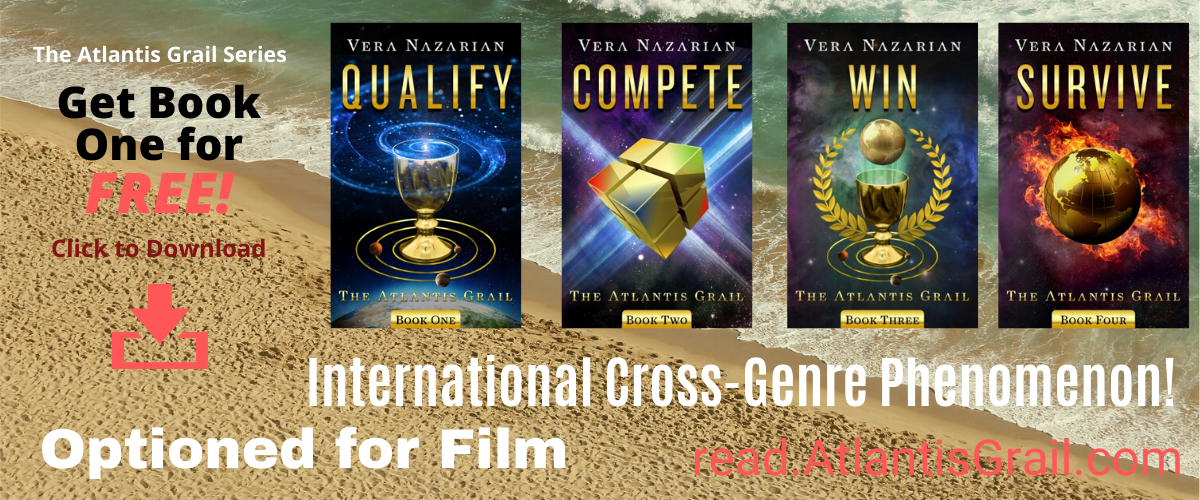 The Atlantis Grail Series
Get Book
One for
FREE!
Click to Download
VERA NAZARIAN
QUALIFY
THE ATLANTIS GRAIL
BOOK ONE
VERA NAZARIAN
COMPETE
THE ATLANTIS GRAIL
BOOK TWO
VERA NAZARIAN
WIN
THE ATLANTIS GRAIL
BOOK THREE
VERA NAZARIAN
SURVIVE
THE ATLANTIS GRAIL
BOOK FOUR
International Cross-Genre Phenomenon!
Optioned for Film
read.AtlantisGrail.com